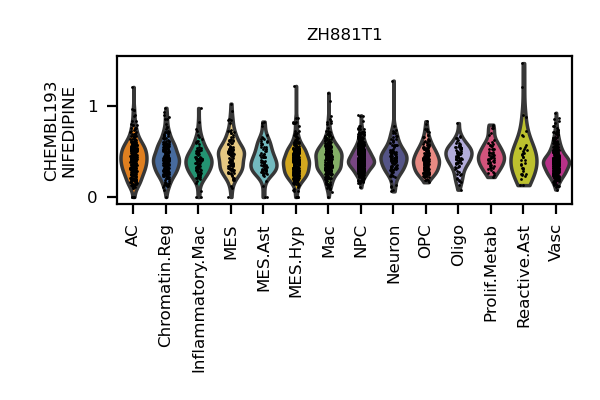 ZH881T1
CHEMBL193
NIFEDIPINE
1
0
AC
Chromatin.Reg
Inflammatory.Mac
MES
MES.Ast
MES.Hyp
Mac
NPC
Neuron
OPC
Oligo
Prolif.Metab
Reactive.Ast
Vasc